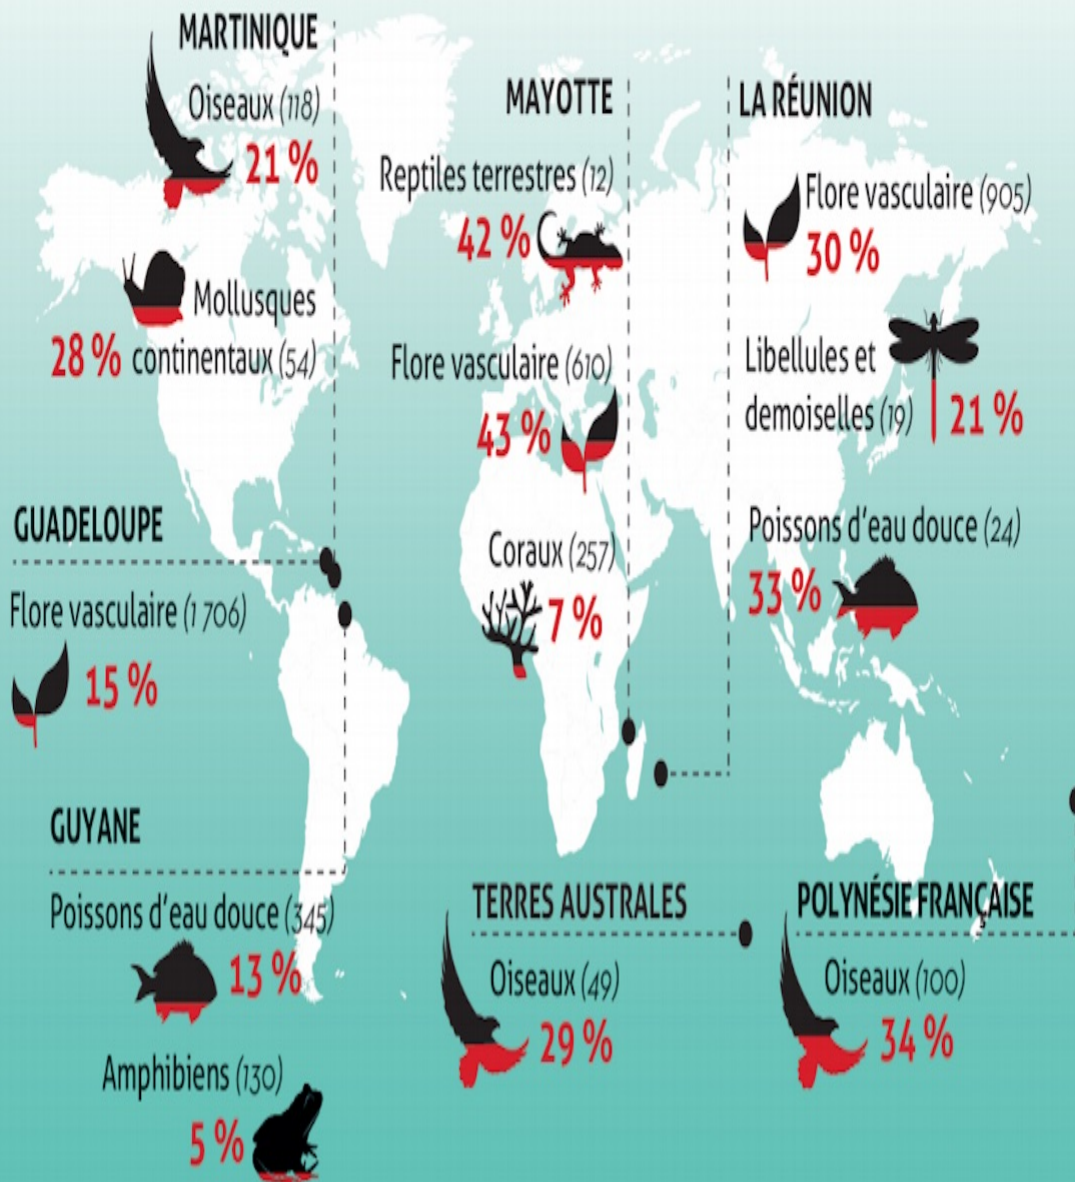 MARTINIQUE
Oiseaux (118)
21 %
Mollusques
28 % continentaux (54)
GUADELOUPE
Flore vasculaire (1 706)
15 %
GUYANE
Poissons d’eau douce (345)
13 %
Amphibiens (130)
5 %
MAYOTTE
Reptiles terrestres (12)
42 %
Flore vasculaire (610)
43 %
Coraux (257)
7 %
LA RÉUNION
Flore vasculaire (905)
30 %
Libellules et
demoiselles (19) 21 %
Poissons d’eau douce (24)
33 %
TERRES AUSTRALES
Oiseaux (49)
29 %
POLYNÉSIE FRANÇAISE
Oiseaux (100)
34 %